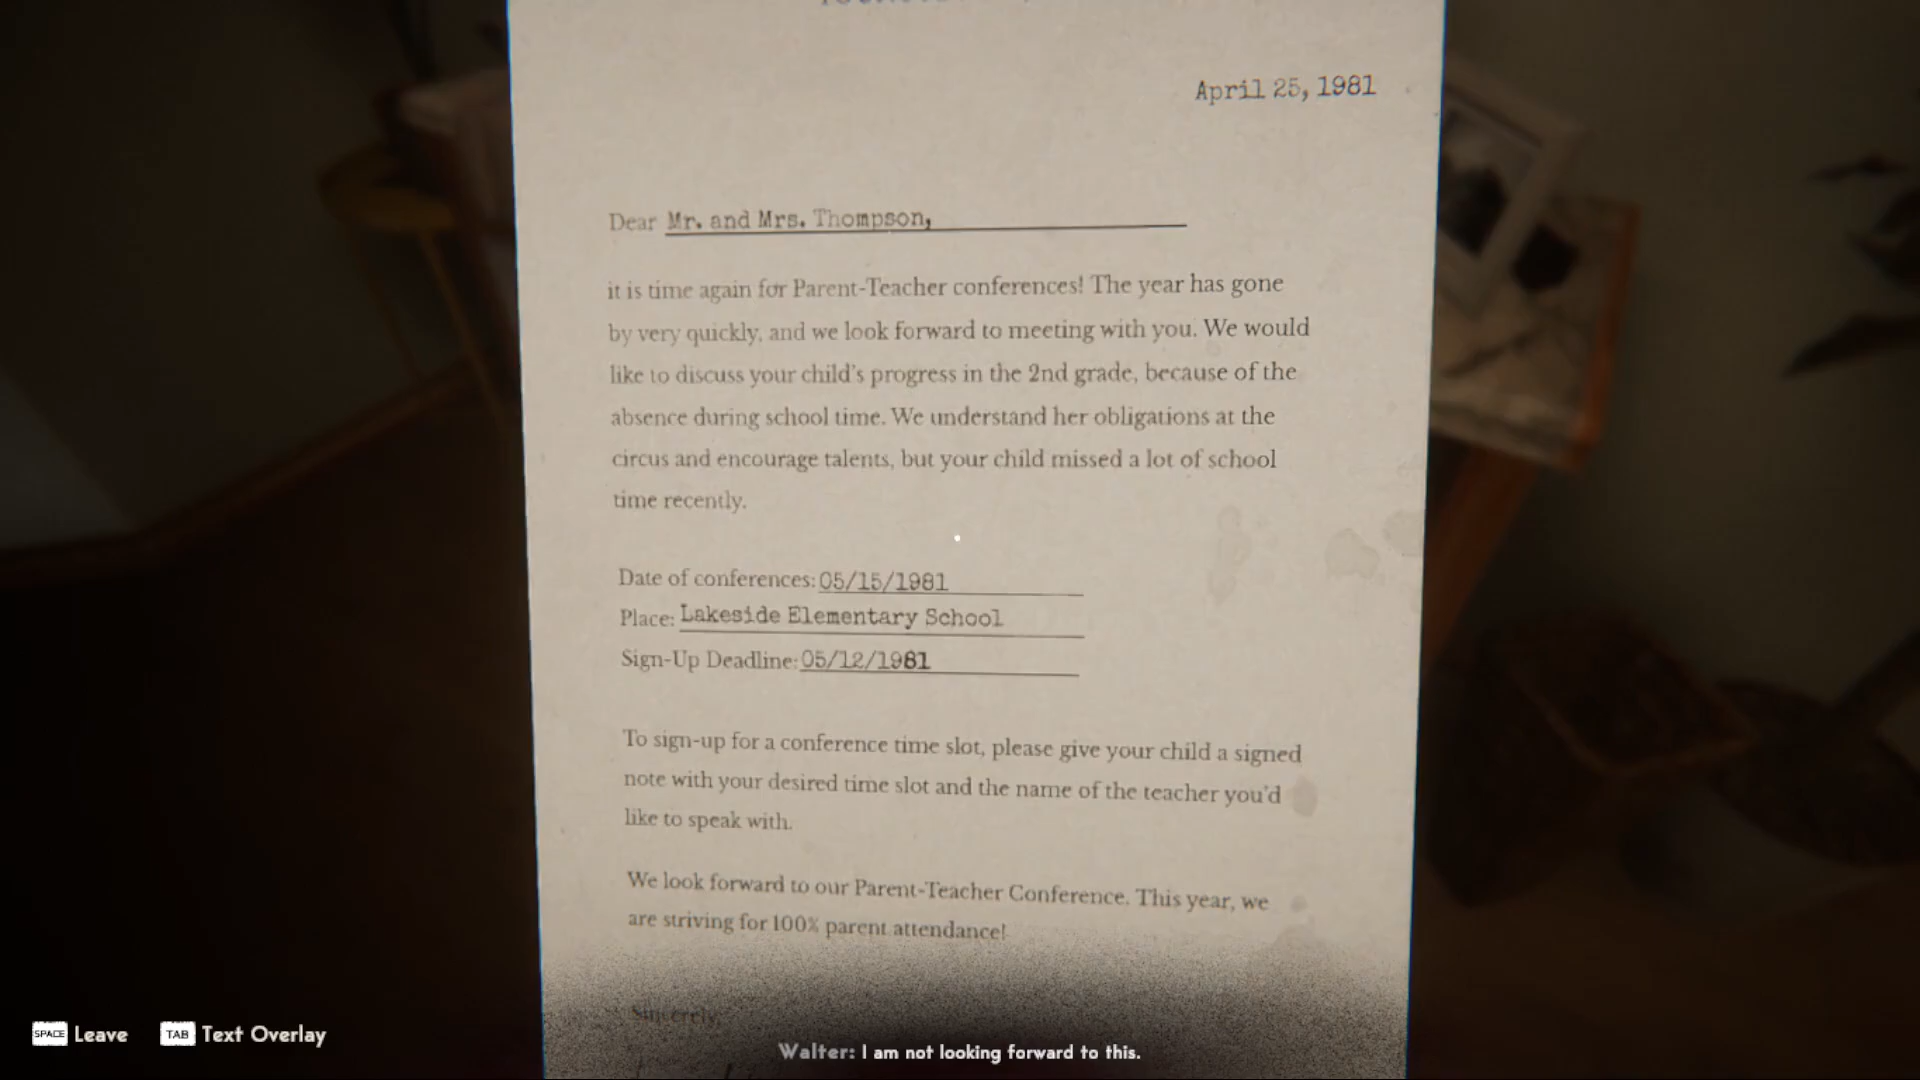 April 25, 1981
Dear Mr. and Mrs. Thompson,
it is time again for Parent-Teacher conferences! The year has gone
by very quickly, and we look forward to meeting with you. We would
like to discuss your child's progress in the 2nd grade, because of the
absence during school time. We understand her obligations at the
circus and encourage talents, but your child missed a lot of school
time recently.
Date of conferences: 05/15/1981
Place: Lakeside Elementary School
Sign-Up Deadline: 05/12/1981
To sign-up for a conference time slot, please give your child a signed
note with your desired time slot and the name of the teacher you'd
like to speak with.
We look forward to our Parent-Teacher Conference. This year, we
are striving for 100% parent attendance!
Sincerely,
SPACE Leave TAB Text Overlay
Walter: I am not looking forward to this.